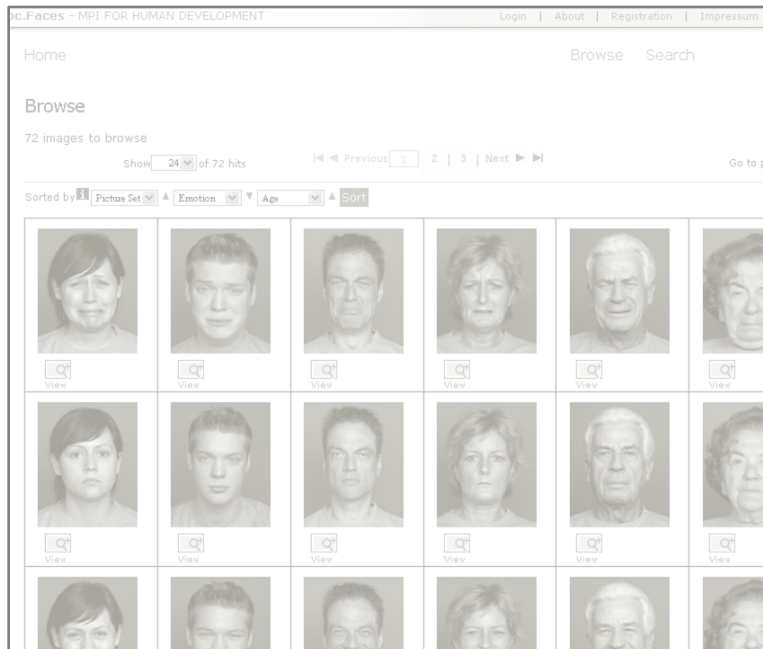 oc.Faces – MPI FOR HUMAN DEVELOPMENT Login | About | Registration | Impressum
Home Browse Search
Browse
72 images to browse
Show 24 of 72 hits Previous 1 2 | 3 | Next Go to p
Sorted by i Picture Set Emotion Age Sort
View View View View View View
View View View View View View